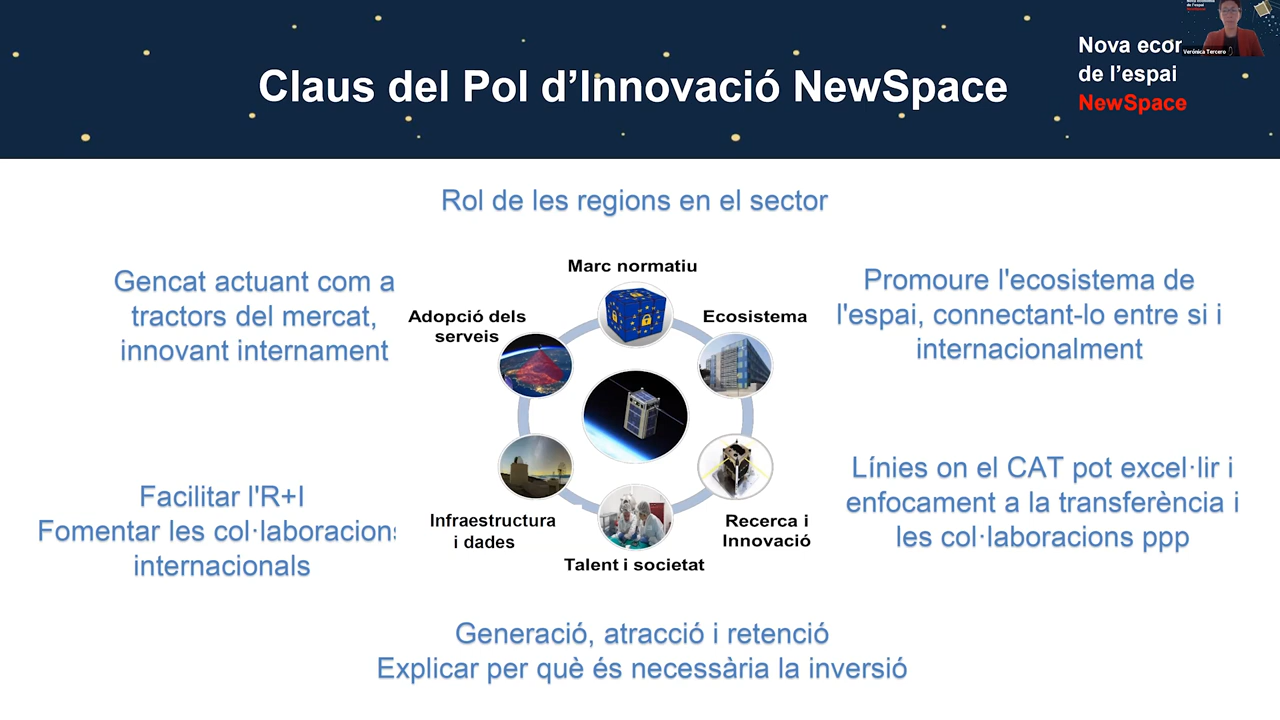 Claus del Pol d'Innovació NewSpace
Nova econ
de l'espai
NewSpace
Verónica Tercero
Rol de les regions en el sector
Gencat actuant com a
tractors del mercat,
innovant internament
Marc normatiu
Adopció dels
serveis
Ecosistema
Promoure l'ecosistema de
l'espai, connectant-lo entre si i
internacionalment
Facilitar l'R+I
Fomentar les col·laboracions
internacionals
Infraestructura
i dades
Talent i societat
Recerca i
Innovació
Línies on el CAT pot excel·lir i
enfocament a la transferència i
les col·laboracions ppp
Generació, atracció i retenció
Explicar per què és necessària la inversió